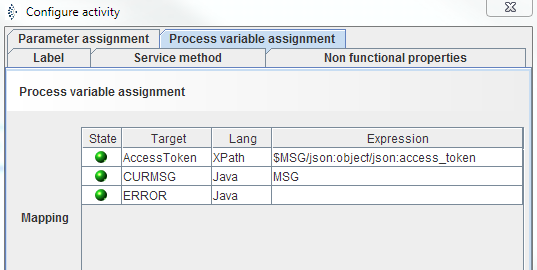 Configure activity
Parameter assignment Process variable assignment
Label Service method Non functional properties
Process variable assignment
State Target Lang Expression
AccessToken XPath $MSG/json:object/json:access_token
CURMSG Java MSG
ERROR Java
Mapping